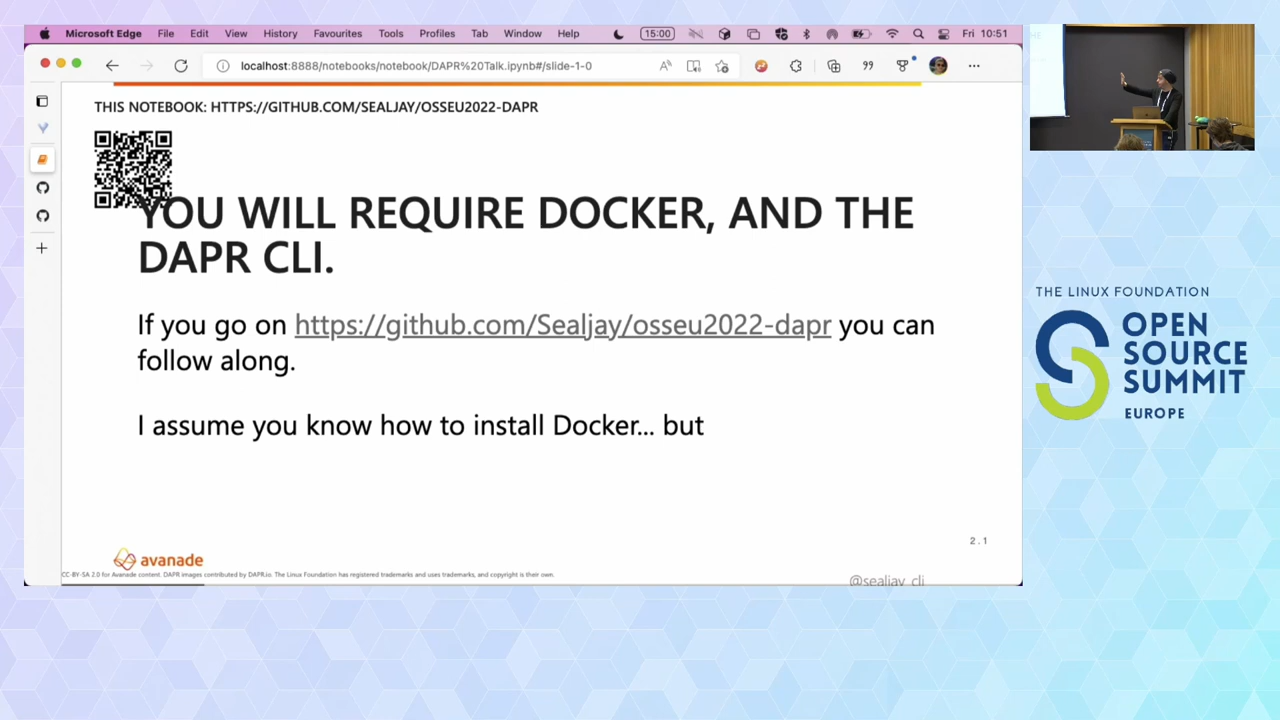 Microsoft Edge File Edit View History Favourites Tools Profiles Tab Window Help 15:00 Fri 10:51
localhost:8888/notebooks/notebook/DAPR%20Talk.ipynb#/slide-1-0
THIS NOTEBOOK: HTTPS://GITHUB.COM/SEALJAY/OSSEU2022-DAPR
YOU WILL REQUIRE DOCKER, AND THE
DAPR CLI.
If you go on https://github.com/Sealjay/osseu2022-dapr you can
follow along.
I assume you know how to install Docker... but
2.1
avanade
CC-BY-SA 2.0 for Avanade content. DAPR images contributed by DAPR.io. The Linux Foundation has registered trademarks and uses trademarks, and copyright is their own.
@sealjay_cli
THE LINUX FOUNDATION
OPEN
SOURCE
SUMMIT
EUROPE